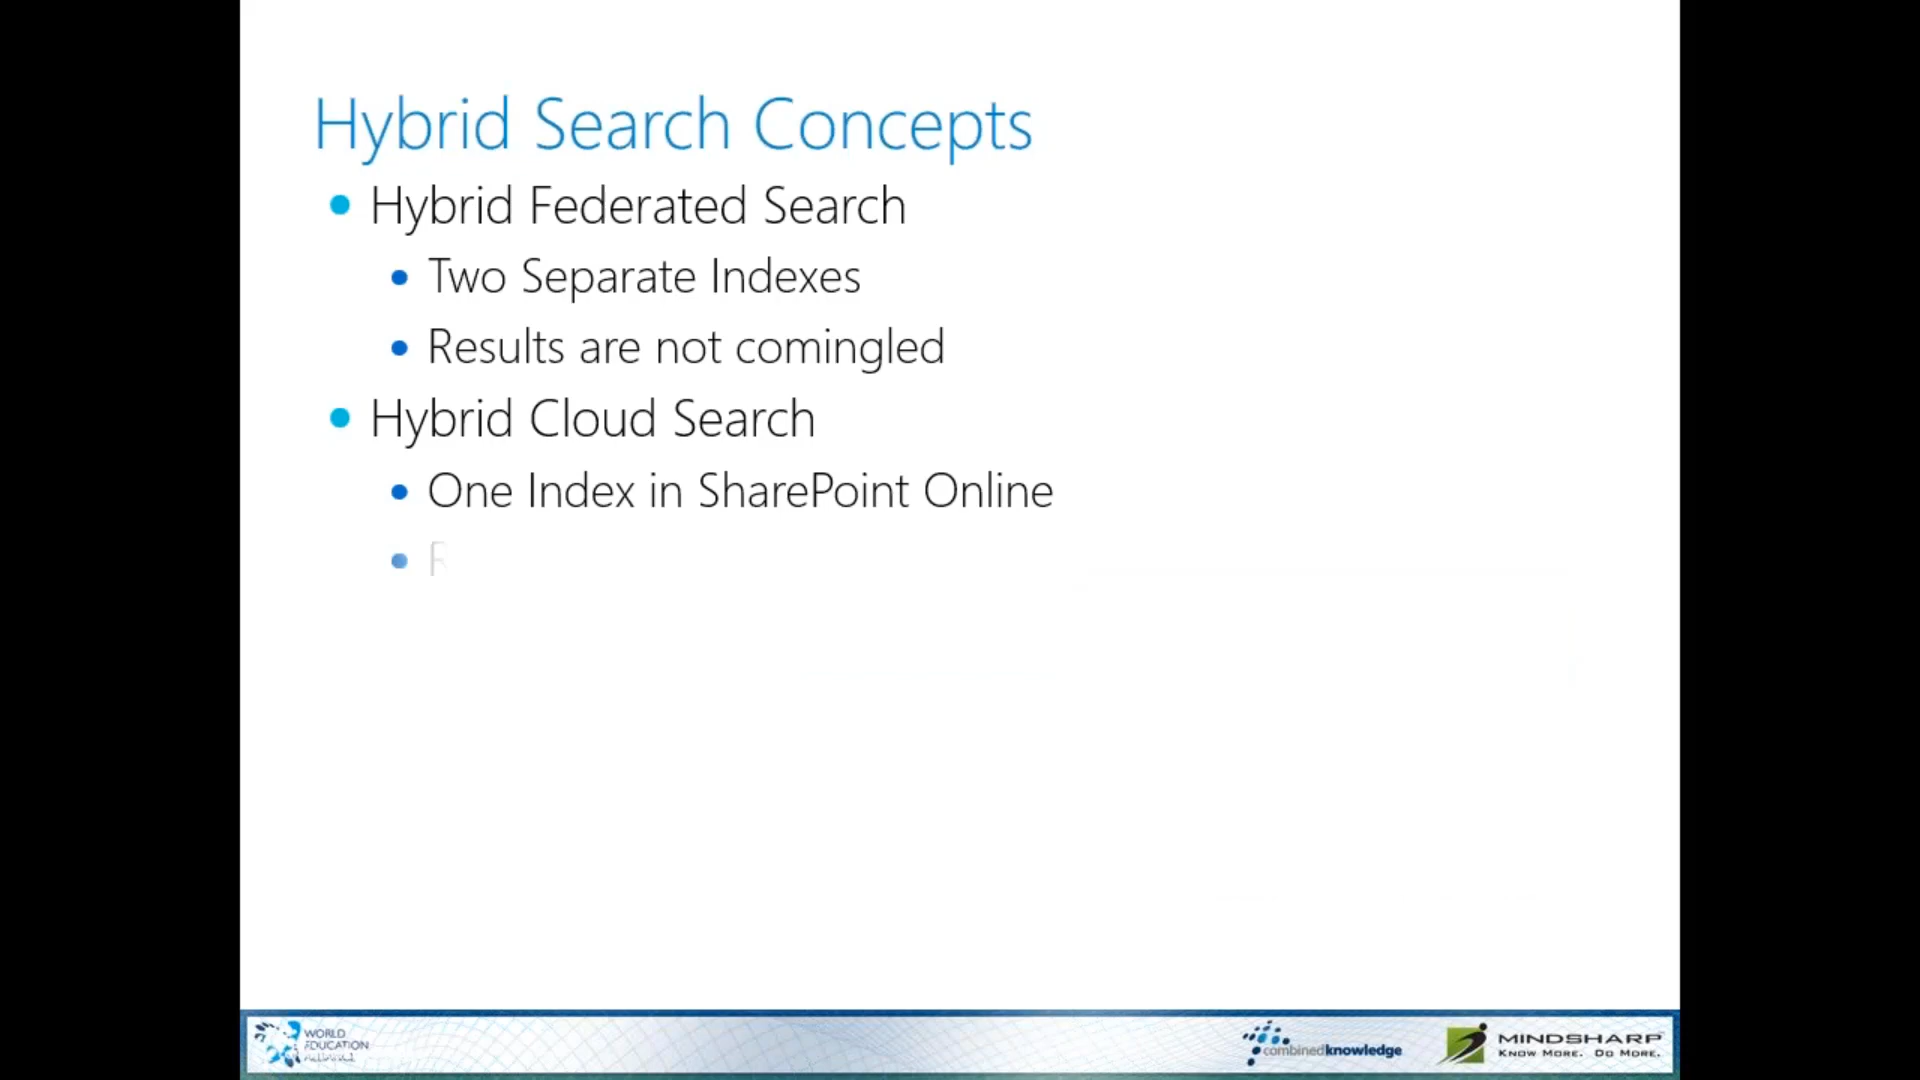 Hybrid Search Concepts
Hybrid Federated Search
Two Separate Indexes
Results are not comingled
Hybrid Cloud Search
One Index in SharePoint Online
R
WORLD
EDUCATION
ALLIANCE
combinedknowledge
MINDSHARP
KNOW MORE. DO MORE.